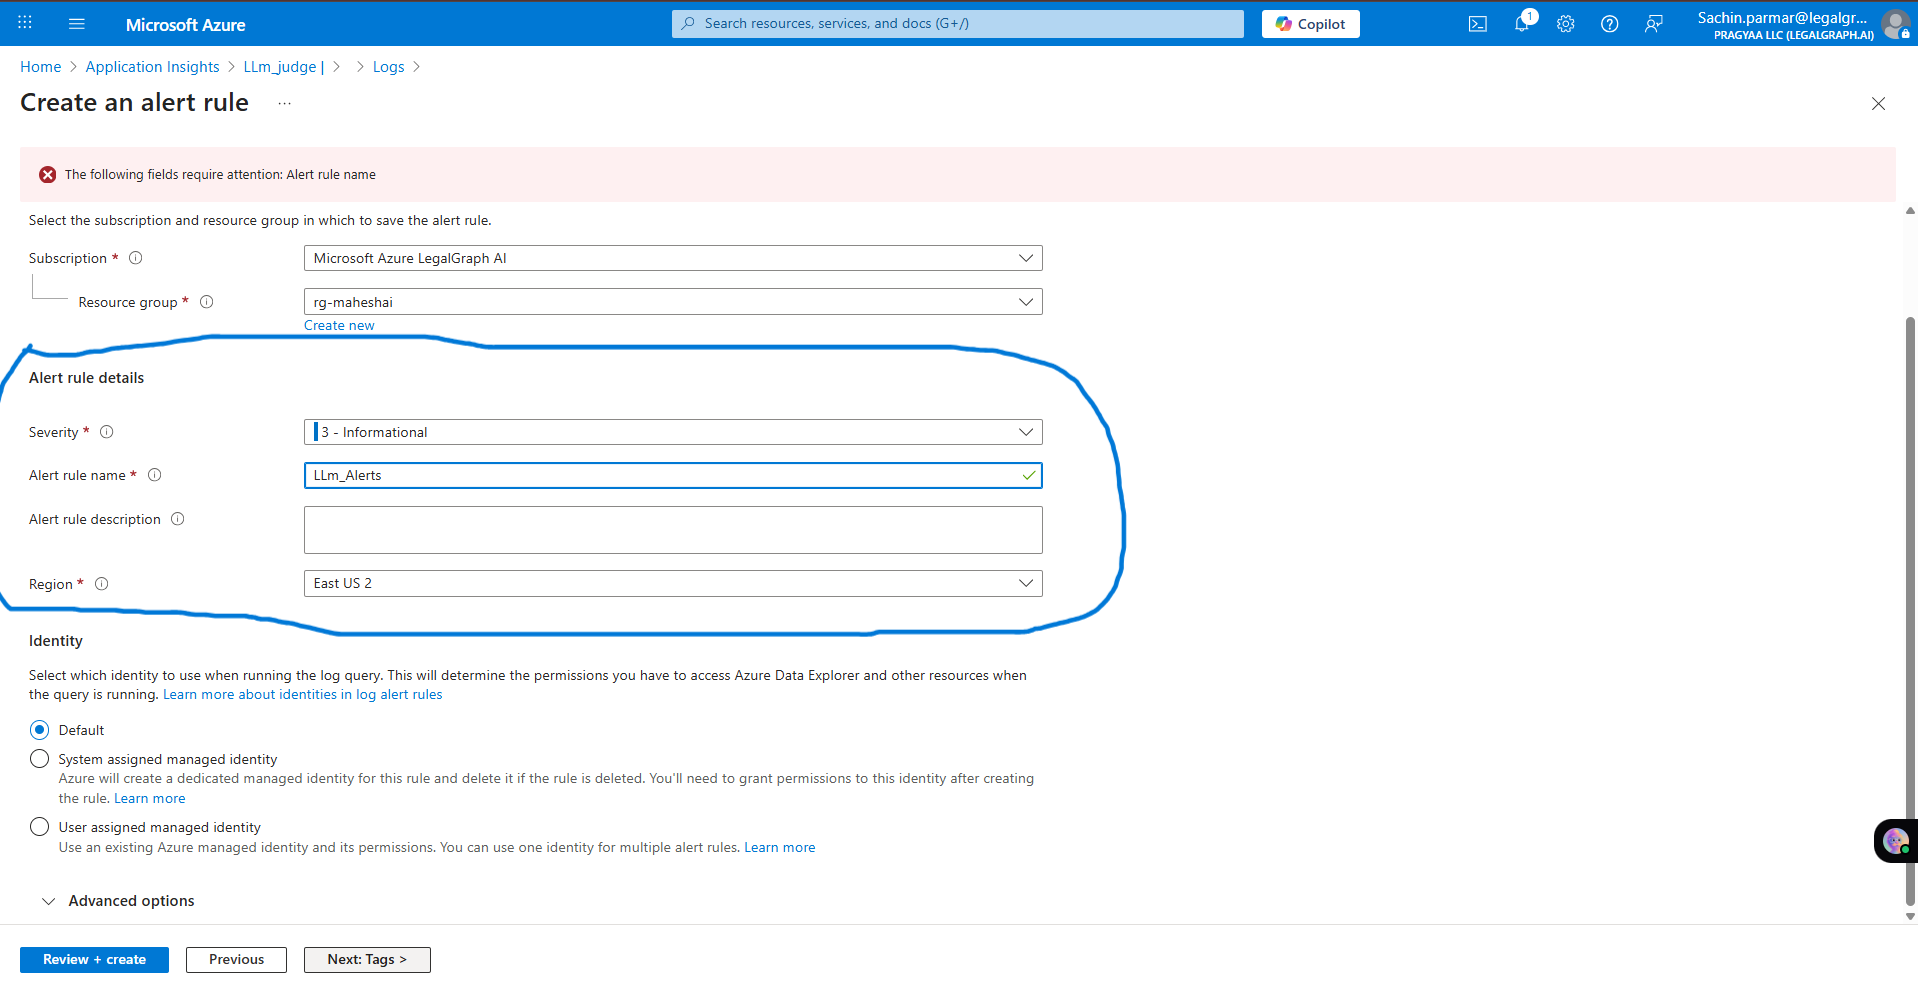 Microsoft Azure
Search resources, services, and docs (G+/)
Copilot
1
Sachin.parmar@legalgr...
PRAGYAA LLC (LEGALGRAPH.AI)
Home > Application Insights > LLm_judge | > > Logs >
Create an alert rule ...
The following fields require attention: Alert rule name
Select the subscription and resource group in which to save the alert rule.
Subscription *
Microsoft Azure LegalGraph AI
Resource group *
rg-maheshai
Create new
Alert rule details
Severity *
3 - Informational
Alert rule name *
LLm_Alerts
Alert rule description
Region *
East US 2
Identity
Select which identity to use when running the log query. This will determine the permissions you have to access Azure Data Explorer and other resources when
the query is running. Learn more about identities in log alert rules
Default
System assigned managed identity
Azure will create a dedicated managed identity for this rule and delete it if the rule is deleted. You'll need to grant permissions to this identity after creating
the rule. Learn more
User assigned managed identity
Use an existing Azure managed identity and its permissions. You can use one identity for multiple alert rules. Learn more
Advanced options
Review + create
Previous
Next: Tags >